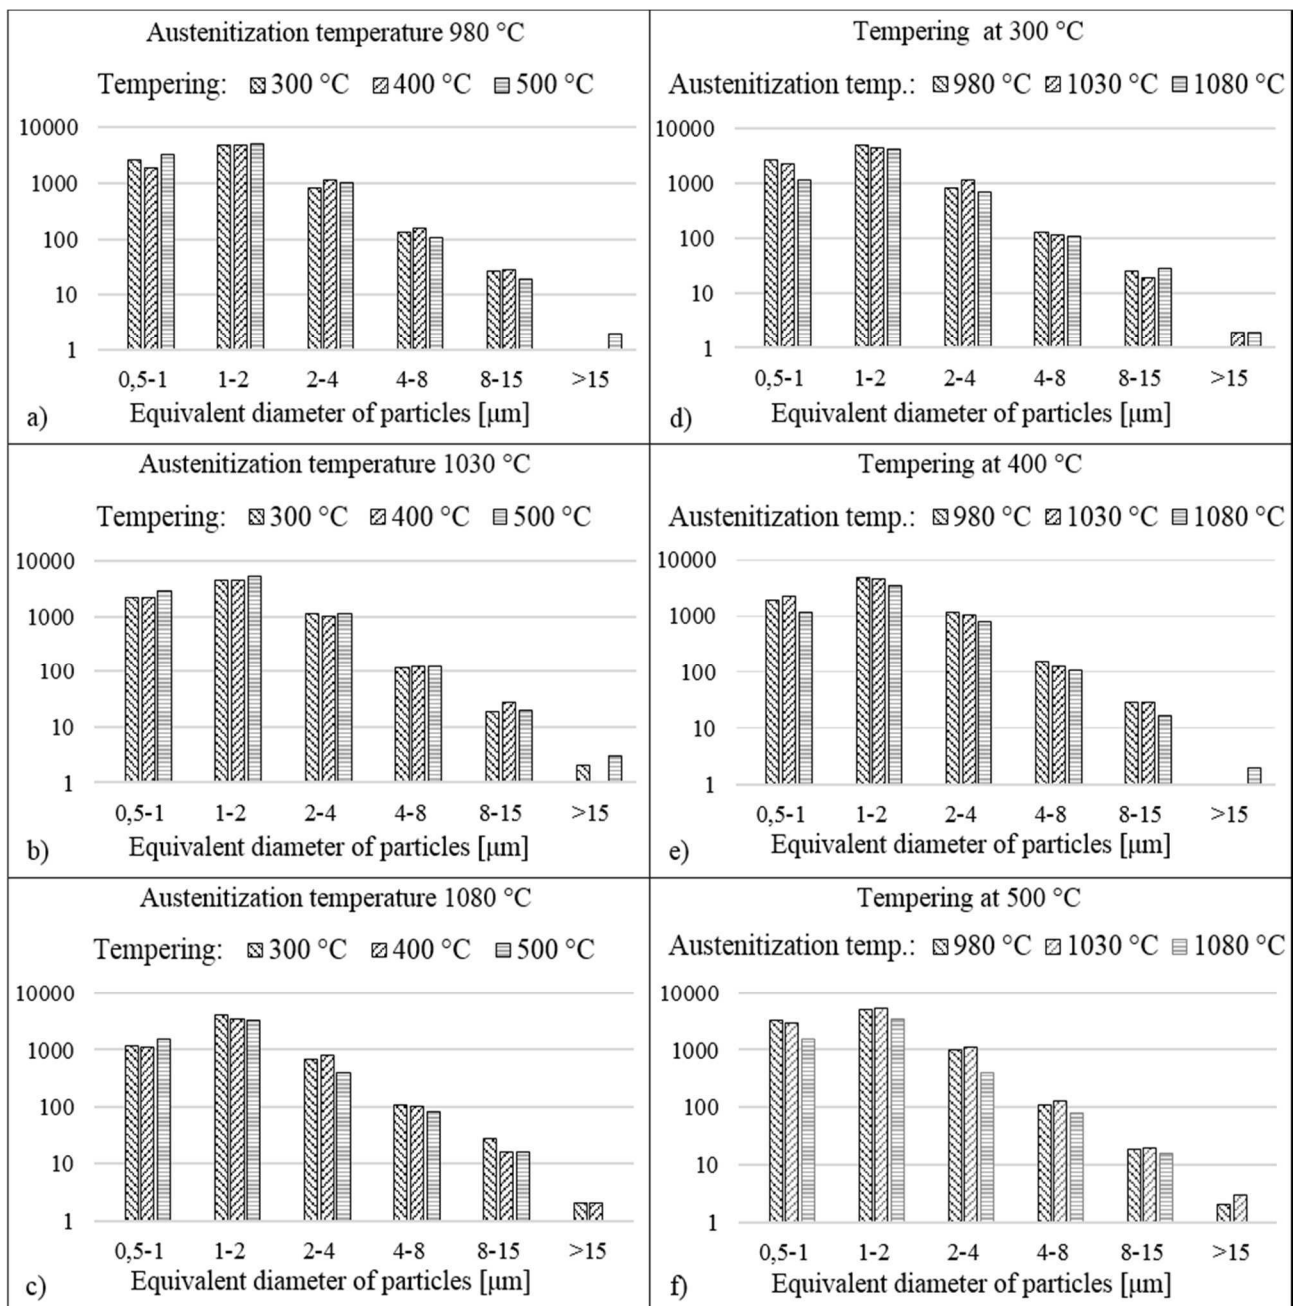 Austenitization temperature 980 °C
Tempering: 300 °C 400 °C 500 °C
10000
1000
100
10
1
0,5-1 1-2 2-4 4-8 8-15 >15
a) Equivalent diameter of particles [μm]
Tempering at 300 °C
Austenitization temp.: 980 °C 1030 °C 1080 °C
10000
1000
100
10
1
0,5-1 1-2 2-4 4-8 8-15 >15
d) Equivalent diameter of particles [μm]
Austenitization temperature 1030 °C
Tempering: 300 °C 400 °C 500 °C
10000
1000
100
10
1
0,5-1 1-2 2-4 4-8 8-15 >15
b) Equivalent diameter of particles [μm]
Tempering at 400 °C
Austenitization temp.: 980 °C 1030 °C 1080 °C
10000
1000
100
10
1
0,5-1 1-2 2-4 4-8 8-15 >15
e) Equivalent diameter of particles [μm]
Austenitization temperature 1080 °C
Tempering: 300 °C 400 °C 500 °C
10000
1000
100
10
1
0,5-1 1-2 2-4 4-8 8-15 >15
c) Equivalent diameter of particles [μm]
Tempering at 500 °C
Austenitization temp.: 980 °C 1030 °C 1080 °C
10000
1000
100
10
1
0,5-1 1-2 2-4 4-8 8-15 >15
f) Equivalent diameter of particles [μm]